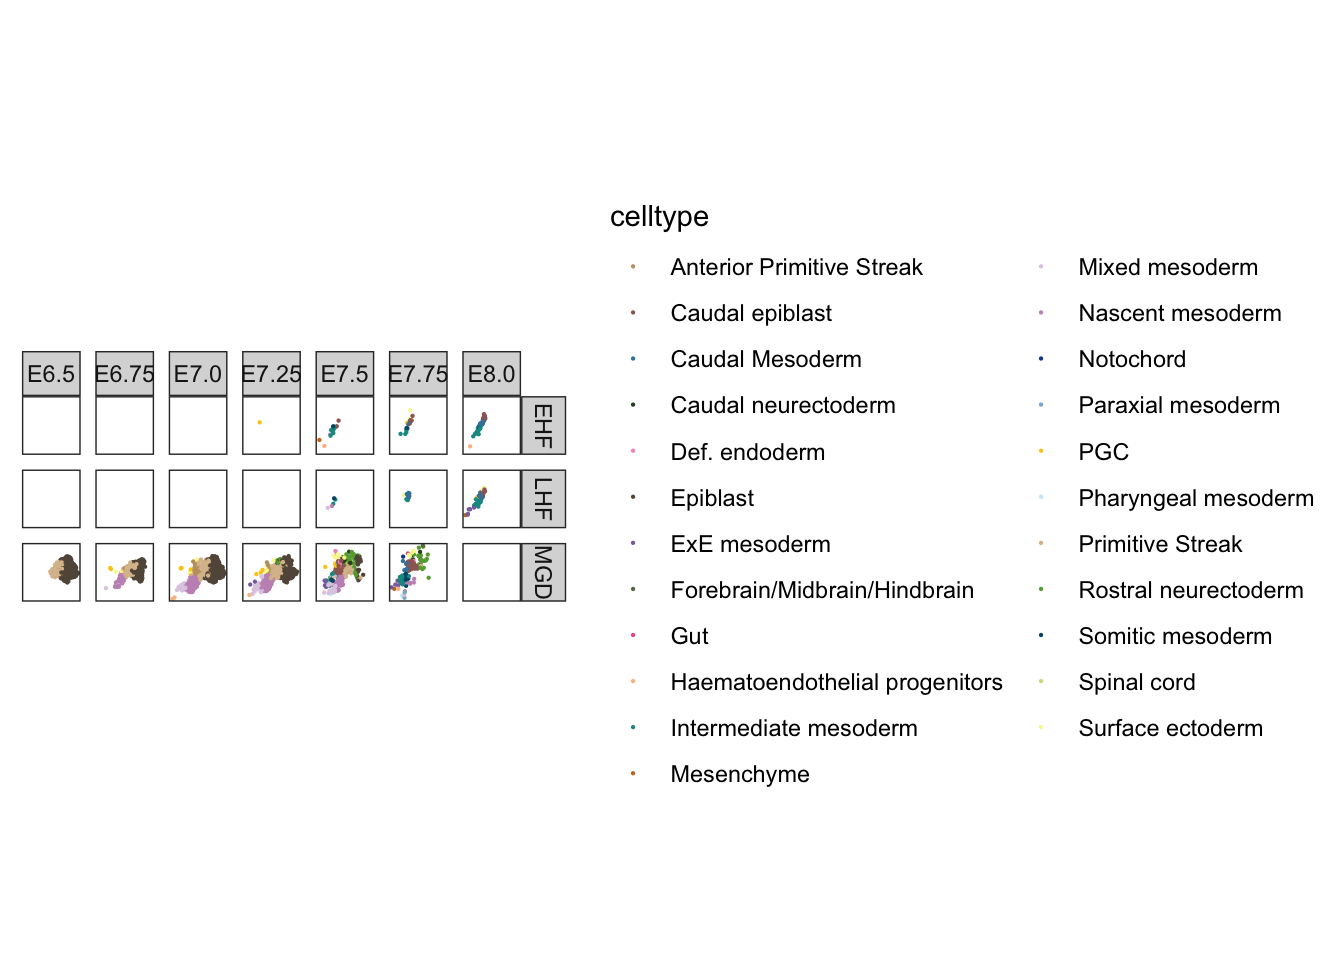 celltype
Anterior Primitive Streak
Caudal epiblast
Caudal Mesoderm
Caudal neurectoderm
Def. endoderm
Epiblast
ExE mesoderm
Forebrain/Midbrain/Hindbrain
Gut
Haematoendothelial progenitors
Intermediate mesoderm
Mesenchyme
Mixed mesoderm
Nascent mesoderm
Notochord
Paraxial mesoderm
PGC
Pharyngeal mesoderm
Primitive Streak
Rostral neurectoderm
Somitic mesoderm
Spinal cord
Surface ectoderm
E6.5 E6.75 E7.0 E7.25 E7.5 E7.75 E8.0
EHF
LHF
MGD